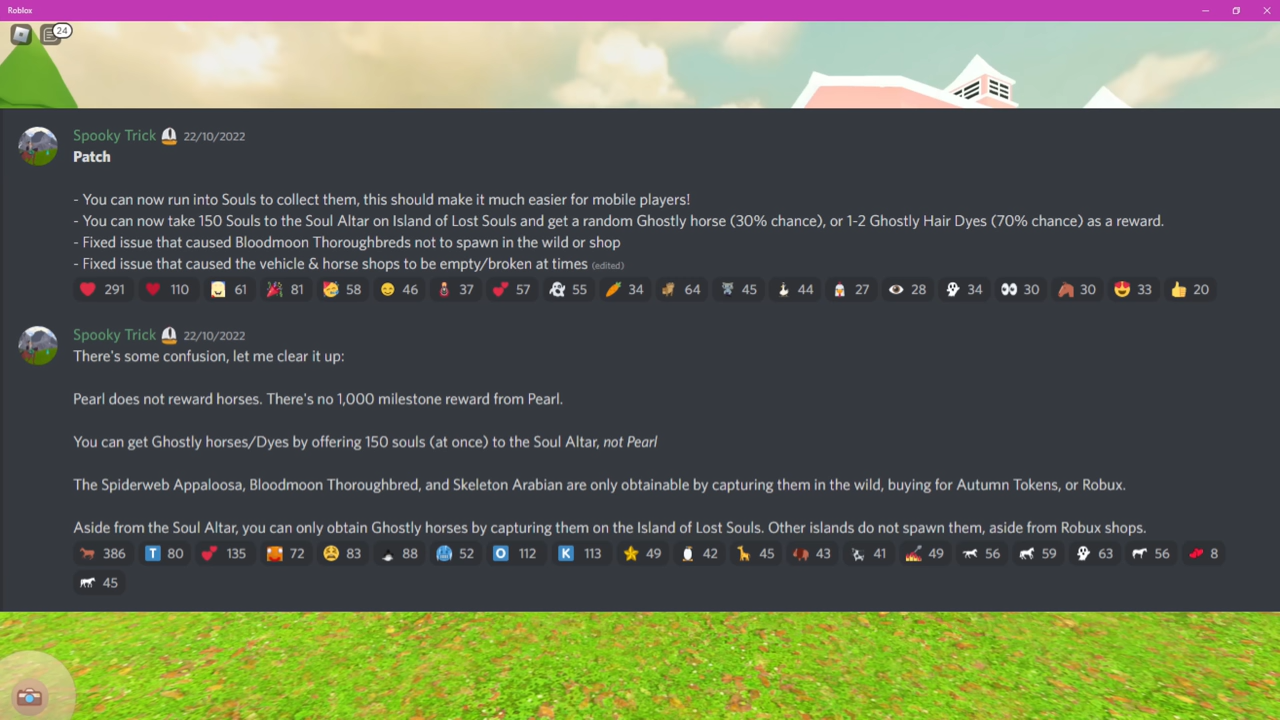 Roblox
24
Spooky Trick 22/10/2022
Patch
- You can now run into Souls to collect them, this should make it much easier for mobile players!
- You can now take 150 Souls to the Soul Altar on Island of Lost Souls and get a random Ghostly horse (30% chance), or 1-2 Ghostly Hair Dyes (70% chance) as a reward.
- Fixed issue that caused Bloodmoon Thoroughbreds not to spawn in the wild or shop
- Fixed issue that caused the vehicle & horse shops to be empty/broken at times (edited)
291 110 61 81 58 46 37 57 55 34 64 45 44 27 28 34 30 30 33 20
Spooky Trick 22/10/2022
There's some confusion, let me clear it up:
Pearl does not reward horses. There's no 1,000 milestone reward from Pearl.
You can get Ghostly horses/Dyes by offering 150 souls (at once) to the Soul Altar, not Pearl
The Spiderweb Appaloosa, Bloodmoon Thoroughbred, and Skeleton Arabian are only obtainable by capturing them in the wild, buying for Autumn Tokens, or Robux.
Aside from the Soul Altar, you can only obtain Ghostly horses by capturing them on the Island of Lost Souls. Other islands do not spawn them, aside from Robux shops.
386 T 80 135 72 83 88 52 O 112 K 113 49 42 45 43 41 49 56 59 63 56 8
45